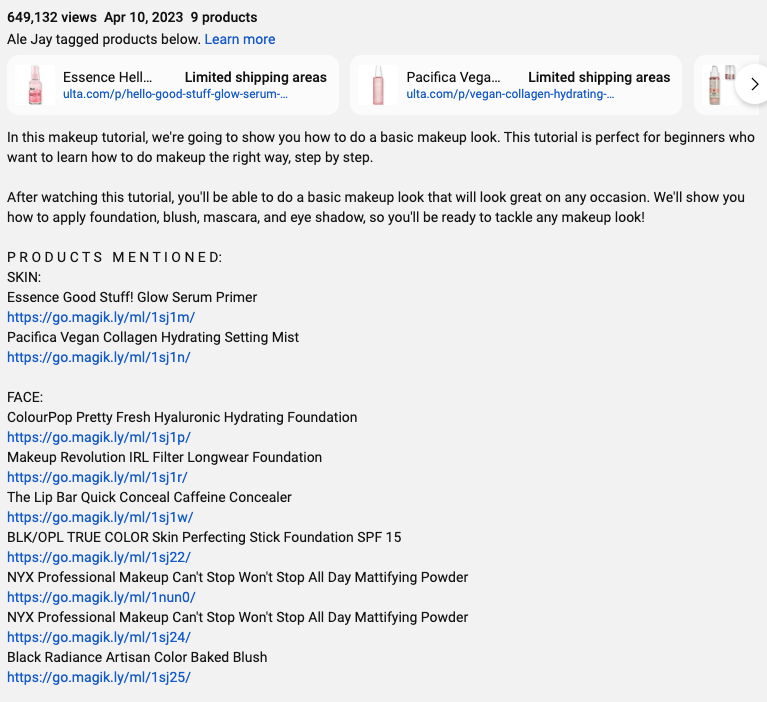 649,132 views  Apr 10, 2023  9 products
Ale Jay tagged products below. Learn more
Essence Hell... Limited shipping areas
ulta.com/p/hello-good-stuff-glow-serum-...
Pacifica Vega... Limited shipping areas
ulta.com/p/vegan-collagen-hydrating-...
In this makeup tutorial, we're going to show you how to do a basic makeup look. This tutorial is perfect for beginners who
want to learn how to do makeup the right way, step by step.
After watching this tutorial, you'll be able to do a basic makeup look that will look great on any occasion. We'll show you
how to apply foundation, blush, mascara, and eye shadow, so you'll be ready to tackle any makeup look!
P R O D U C T S   M E N T I O N E D:
SKIN:
Essence Good Stuff! Glow Serum Primer
https://go.magik.ly/ml/1sj1m/
Pacifica Vegan Collagen Hydrating Setting Mist
https://go.magik.ly/ml/1sj1n/
FACE:
ColourPop Pretty Fresh Hyaluronic Hydrating Foundation
https://go.magik.ly/ml/1sj1p/
Makeup Revolution IRL Filter Longwear Foundation
https://go.magik.ly/ml/1sj1r/
The Lip Bar Quick Conceal Caffeine Concealer
https://go.magik.ly/ml/1sj1w/
BLK/OPL TRUE COLOR Skin Perfecting Stick Foundation SPF 15
https://go.magik.ly/ml/1sj22/
NYX Professional Makeup Can't Stop Won't Stop All Day Mattifying Powder
https://go.magik.ly/ml/1nun0/
NYX Professional Makeup Can't Stop Won't Stop All Day Mattifying Powder
https://go.magik.ly/ml/1sj24/
Black Radiance Artisan Color Baked Blush
https://go.magik.ly/ml/1sj25/